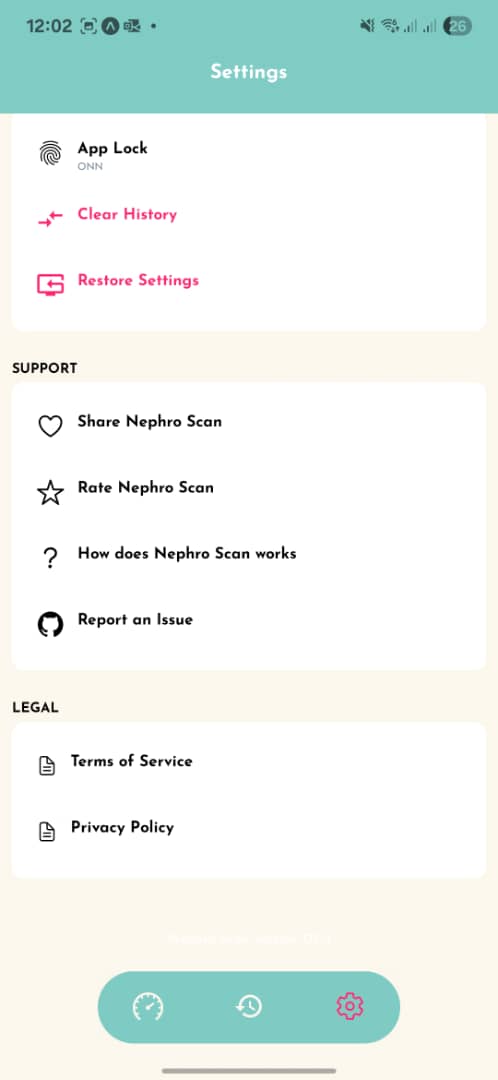 12:02
26
Settings
App Lock
ONN
Clear History
Restore Settings
SUPPORT
Share Nephro Scan
Rate Nephro Scan
How does Nephro Scan works
Report an Issue
LEGAL
Terms of Service
Privacy Policy